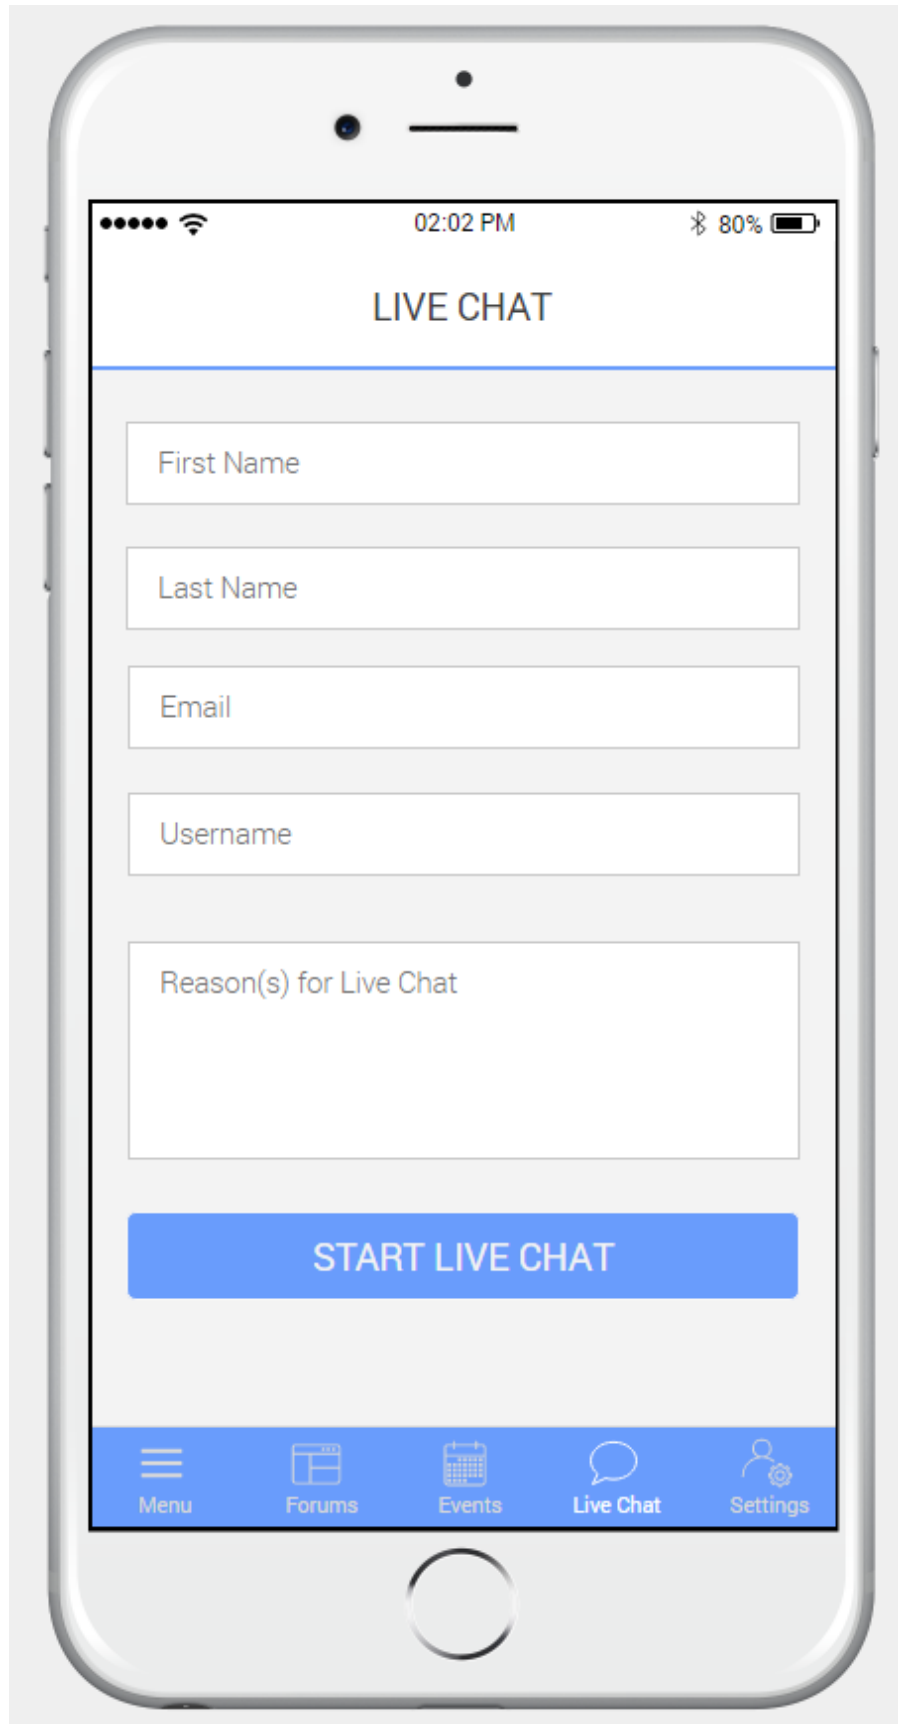 02:02 PM 80%
LIVE CHAT
First Name
Last Name
Email
Username
Reason(s) for Live Chat
START LIVE CHAT
Menu Forums Events Live Chat Settings